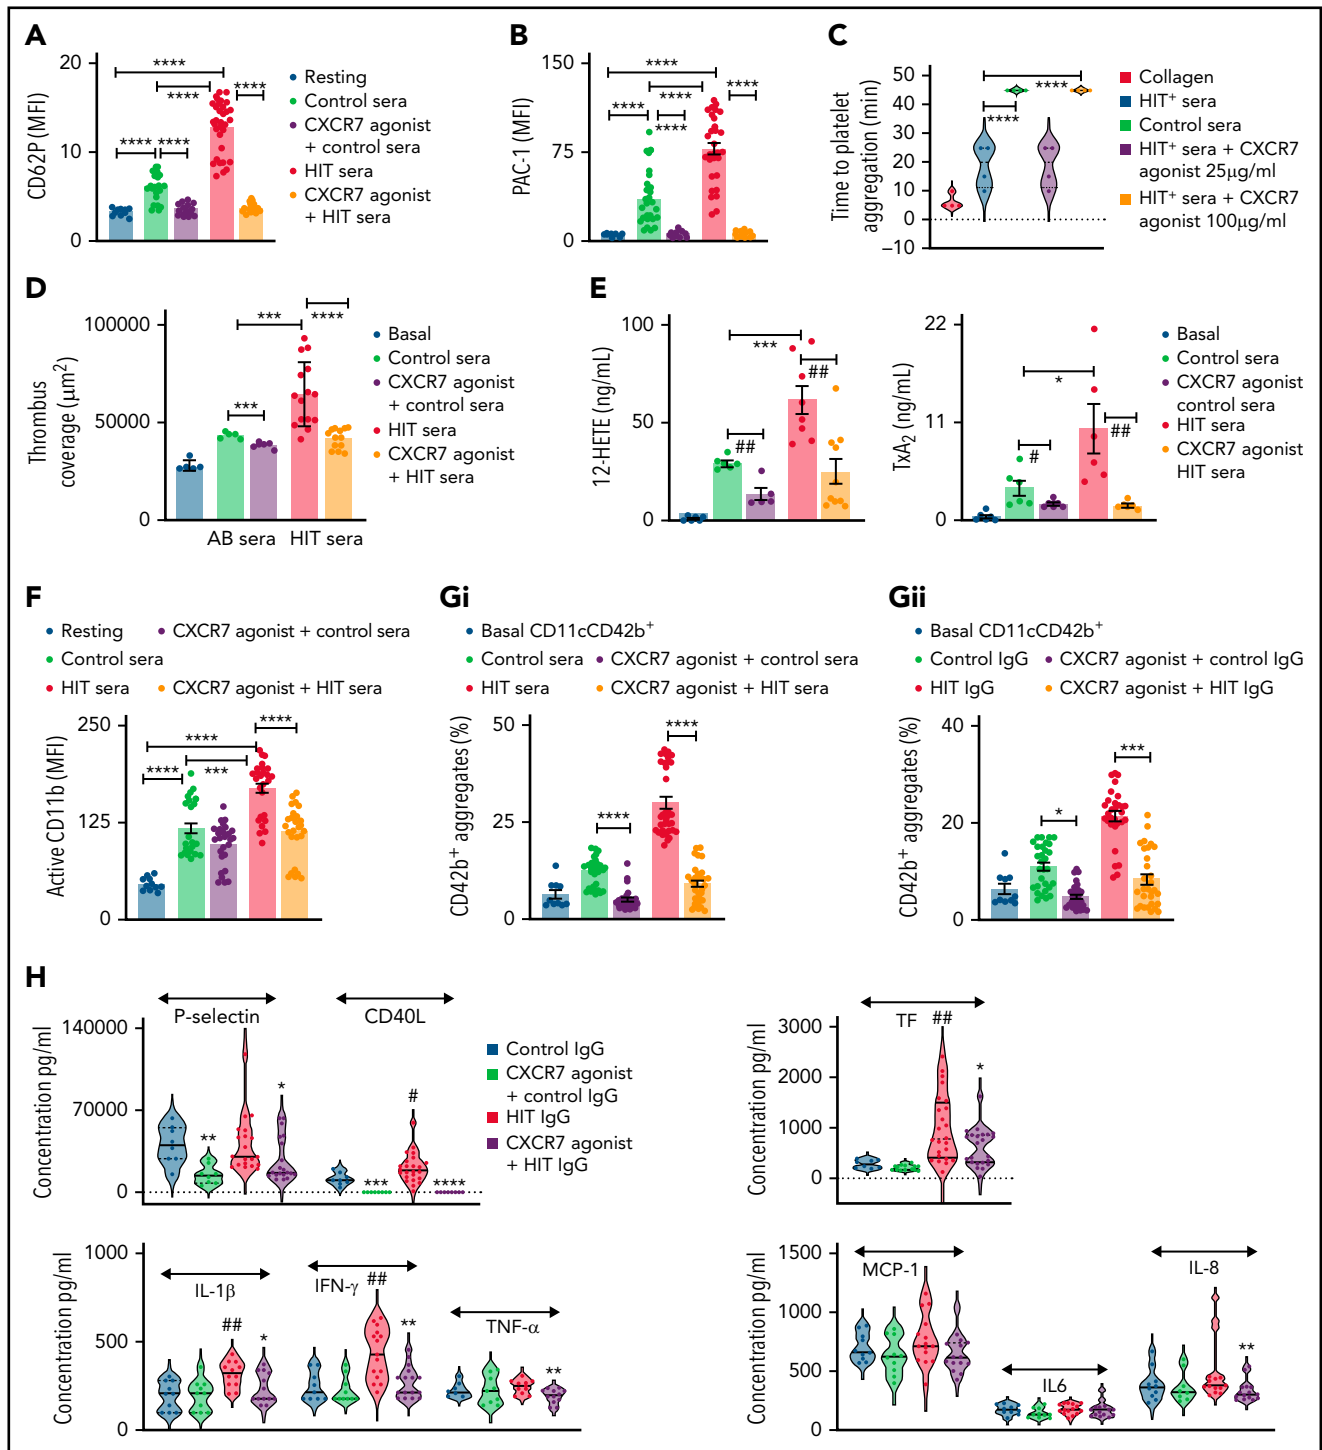 A
CD62P (MFI)
20
10
0
****
****
****
****
****
Resting
Control sera
CXCR7 agonist
+ control sera
HIT sera
CXCR7 agonist
+ HIT sera
B
PAC-1 (MFI)
150
75
0
****
****
****
****
****
C
Time to platelet
aggregation (min)
50
40
30
20
10
0
−10
****
****
Collagen
HIT⁺ sera
Control sera
HIT⁺ sera + CXCR7
agonist 25µg/ml
HIT⁺ sera + CXCR7
agonist 100µg/ml
D
Thrombus
coverage (µm²)
100000
50000
0
***
***
****
AB sera HIT sera
Basal
Control sera
CXCR7 agonist
+ control sera
HIT sera
CXCR7 agonist
+ HIT sera
E
12-HETE (ng/mL)
100
50
0
***
##
##
TxA₂ (ng/mL)
22
11
0
*
#
##
Basal
Control sera
CXCR7 agonist
control sera
HIT sera
CXCR7 agonist
HIT sera
F
Resting CXCR7 agonist + control sera
Control sera
HIT sera CXCR7 agonist + HIT sera
Active CD11b (MFI)
250
125
0
****
****
***
****
Gi
Basal CD11cCD42b⁺
Control sera CXCR7 agonist + control sera
HIT sera CXCR7 agonist + HIT sera
CD42b⁺ aggregates (%)
50
25
0
****
****
Gii
Basal CD11cCD42b⁺
Control IgG CXCR7 agonist + control IgG
HIT IgG CXCR7 agonist + HIT IgG
CD42b⁺ aggregates (%)
40
20
0
*
***
H
Concentration pg/ml
140000
70000
0
P-selectin
CD40L
**
*
***
#
****
Control IgG
CXCR7 agonist
+ control IgG
HIT IgG
CXCR7 agonist
+ HIT IgG
Concentration pg/ml
3000
2000
1000
0
TF
##
*
Concentration pg/ml
1000
500
0
IL-1β
IFN-γ
TNF-α
##
*
##
**
**
Concentration pg/ml
1500
1000
500
0
MCP-1
IL6
IL-8
**